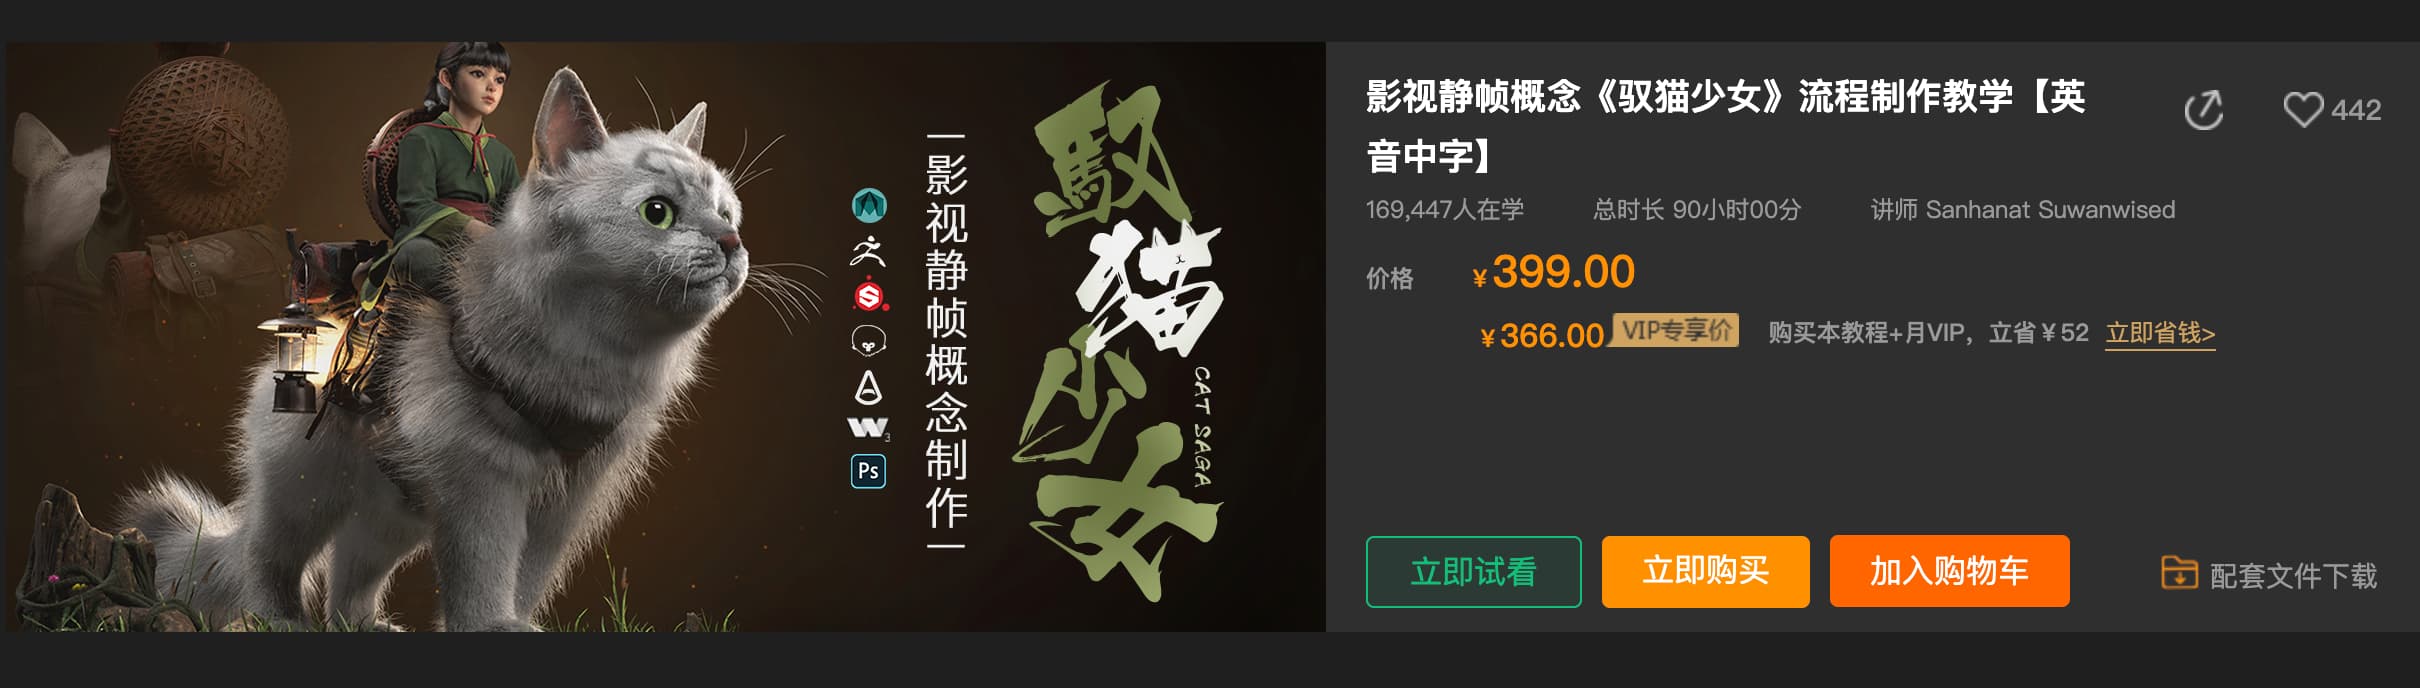 影视静帧概念制作
馭猫少女
CAT SAGA
S
3
Ps
影视静帧概念《驭猫少女》流程制作教学【英
音中字】
442
169,447人在学 总时长 90小时00分 讲师 Sanhanat Suwanwised
价格 ¥399.00
¥366.00 VIP专享价 购买本教程+月VIP，立省¥52 立即省钱>
立即试看 立即购买 加入购物车 配套文件下载